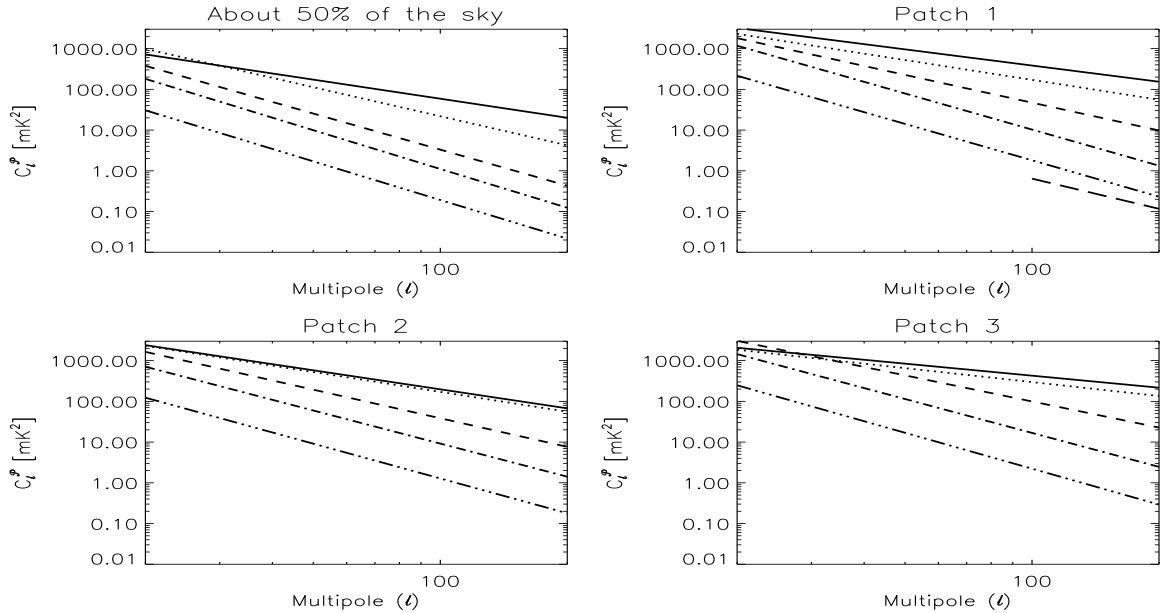 About 50% of the sky
1000.00
100.00
10.00
1.00
0.10
0.01
C_ℓ^φ [mK²]
100
Multipole (ℓ)
Patch 1
1000.00
100.00
10.00
1.00
0.10
0.01
C_ℓ^φ [mK²]
100
Multipole (ℓ)
Patch 2
1000.00
100.00
10.00
1.00
0.10
0.01
C_ℓ^φ [mK²]
100
Multipole (ℓ)
Patch 3
1000.00
100.00
10.00
1.00
0.10
0.01
C_ℓ^φ [mK²]
100
Multipole (ℓ)